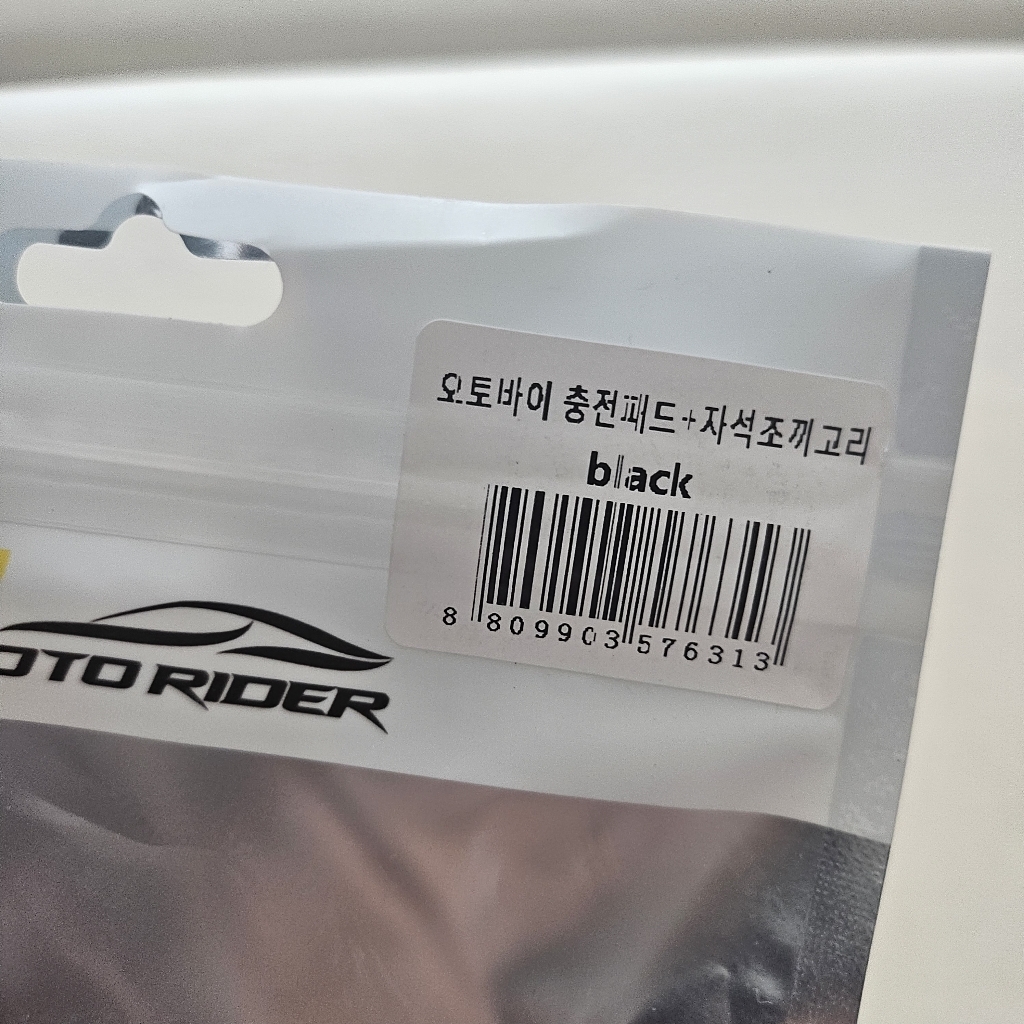 오토바이 충전패드+자석조끼고리
black
8 809903 576313
OTO RIDER